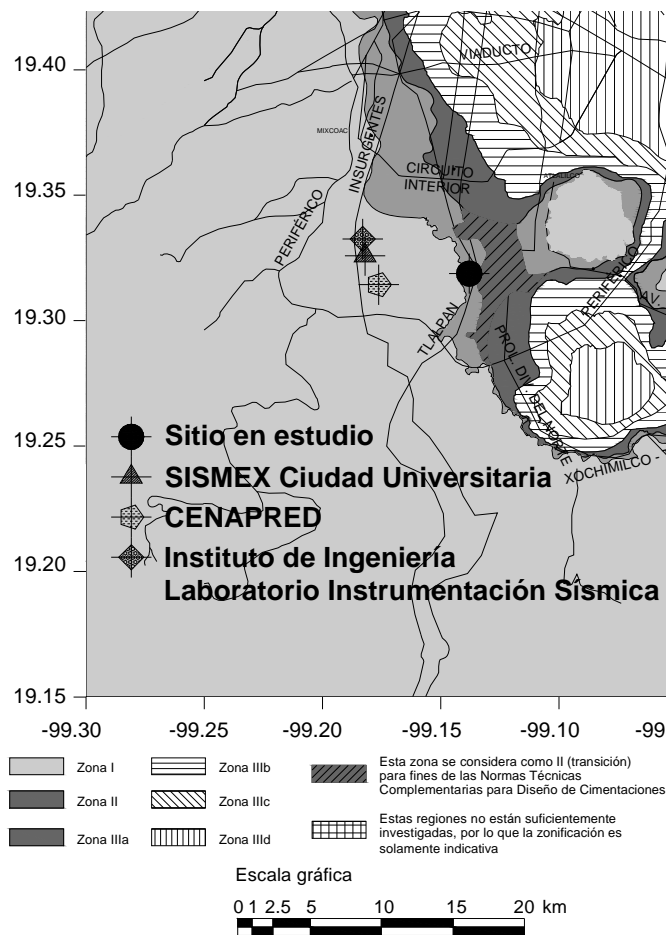 19.40
19.35
19.30
19.25
19.20
19.15
-99.30
-99.25
-99.20
-99.15
-99.10
-99
VIADUCTO
MIXCOAC
INSURGENTES
CIRCUITO
INTERIOR
PERIFÉRICO
PERIFÉRICO
AV.
TLALPAN
PROL. DIV. DEL NORTE
XOCHIMILCO -
Sitio en estudio
SISMEX Ciudad Universitaria
CENAPRED
Instituto de Ingeniería
Laboratorio Instrumentación Sísmica
Zona I
Zona II
Zona IIIa
Zona IIIb
Zona IIIc
Zona IIId
Esta zona se considera como II (transición)
para fines de las Normas Técnicas
Complementarias para Diseño de Cimentaciones
Estas regiones no están suficientemente
investigadas, por lo que la zonificación es
solamente indicativa
Escala gráfica
0 1 2.5 5 10 15 20 km